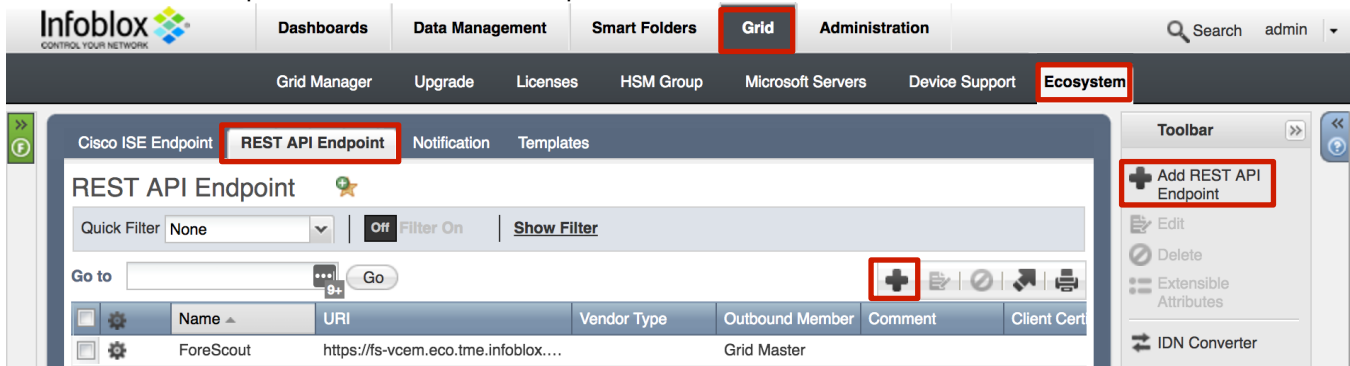 Infoblox
CONTROL YOUR NETWORK
Dashboards Data Management Smart Folders Grid Administration Search admin
Grid Manager Upgrade Licenses HSM Group Microsoft Servers Device Support Ecosystem
Cisco ISE Endpoint REST API Endpoint Notification Templates
Toolbar
REST API Endpoint
Add REST API
Endpoint
Quick Filter None Off Filter On Show Filter
Edit
Delete
Go to 9+ Go
Extensible
Attributes
Name URI Vendor Type Outbound Member Comment Client Certi
ForeScout https://fs-vcem.eco.tme.infoblox.... Grid Master
IDN Converter